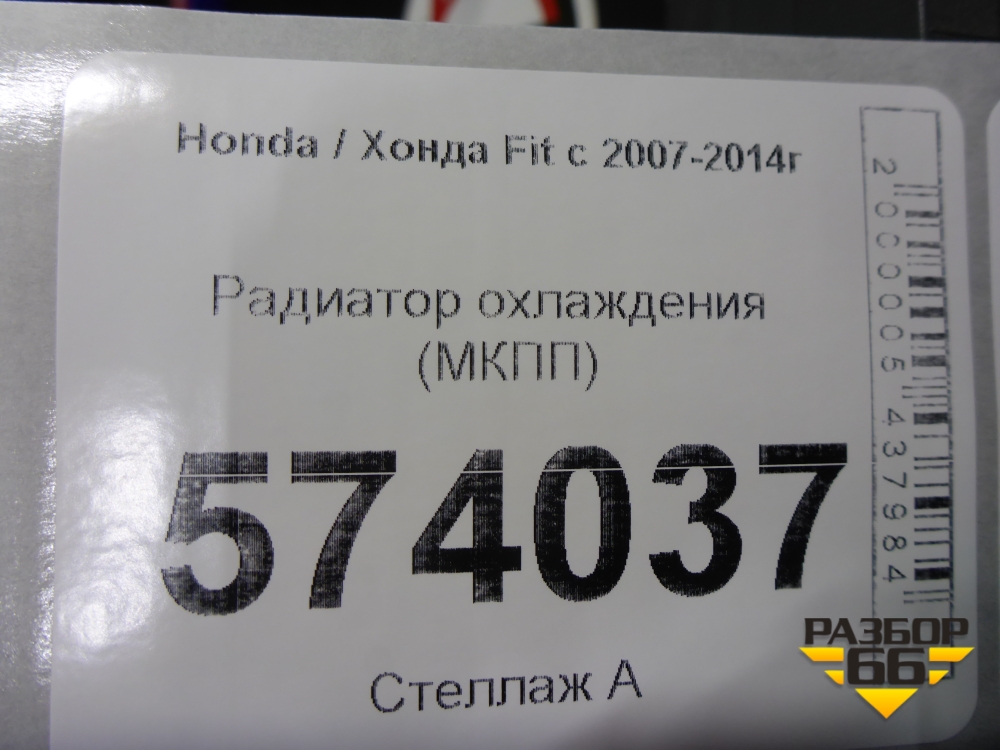 Honda / Хонда Fit с 2007-2014г
Радиатор охлаждения
(МКПП)
574037
Стеллаж А
2000005437984
РАЗБОР
66